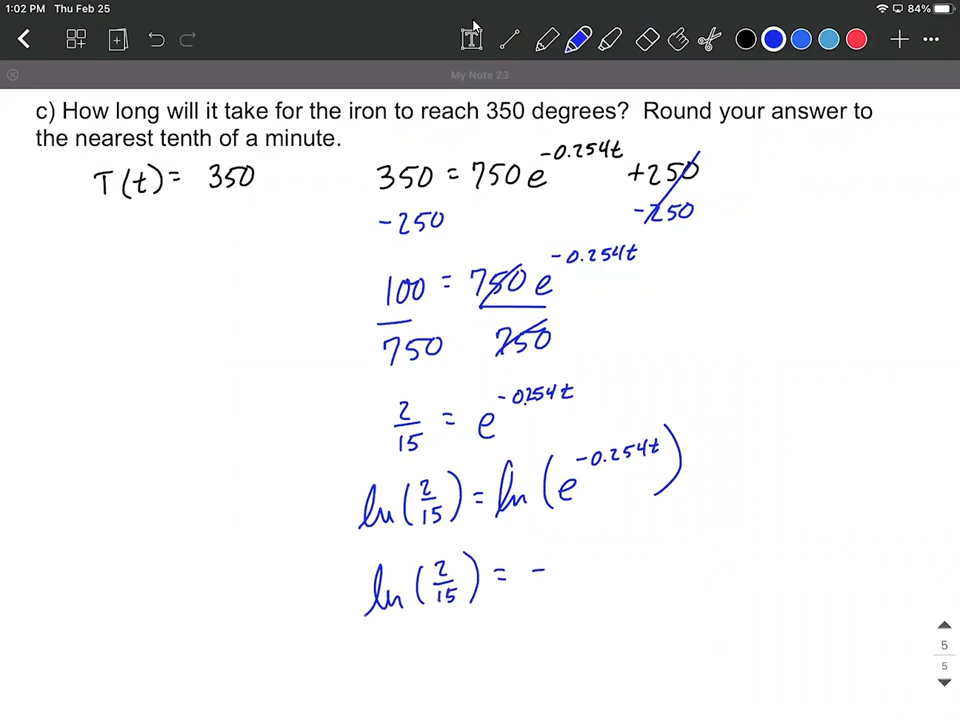 1:02 PM Thu Feb 25 84%
My Note 23
c) How long will it take for the iron to reach 350 degrees? Round your answer to
the nearest tenth of a minute.
T(t) = 350
350 = 750e^-0.254t + 250
-250 -250
100 = 750e^-0.254t
750 750
2/15 = e^-0.254t
ln(2/15) = ln(e^-0.254t)
ln(2/15) = -
5
5